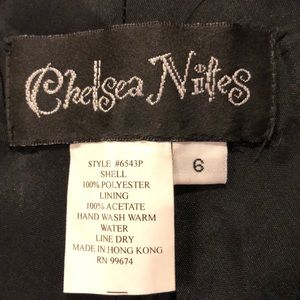 Chelsea Nites
6
STYLE #6543P
SHELL
100% POLYESTER
LINING
100% ACETATE
HAND WASH WARM
WATER
LINE DRY
MADE IN HONG KONG
RN 99674